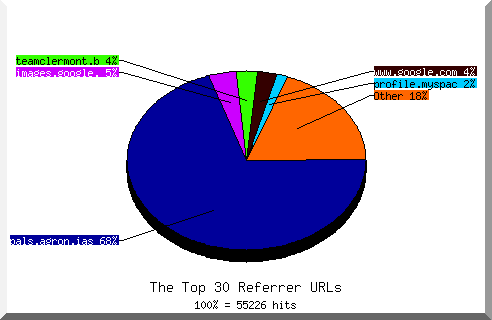 teamclermont.b 4%
images.google. 5%
www.google.com 4%
profile.myspac 2%
Other 18%
pals.agron.ias 68%
The Top 30 Referrer URLs
100% = 55226 hits